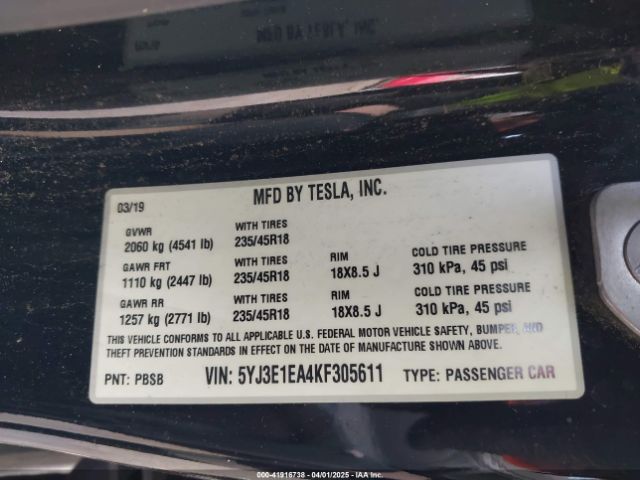 MFD BY TESLA, INC.
03/19
GVWR
2060 kg (4541 lb)
WITH TIRES
235/45R18
GAWR FRT
1110 kg (2447 lb)
WITH TIRES
235/45R18
RIM
18X8.5 J
COLD TIRE PRESSURE
310 kPa, 45 psi
GAWR RR
1257 kg (2771 lb)
WITH TIRES
235/45R18
RIM
18X8.5 J
COLD TIRE PRESSURE
310 kPa, 45 psi
THIS VEHICLE CONFORMS TO ALL APPLICABLE U.S. FEDERAL MOTOR VEHICLE SAFETY, BUMPER, AND
THEFT PREVENTION STANDARDS IN EFFECT ON THE DATE OF MANUFACTURE SHOWN ABOVE.
PNT: PBSB VIN: 5YJ3E1EA4KF305611 TYPE: PASSENGER CAR
000-41916738 - 04/01/2025 - IAA Inc.